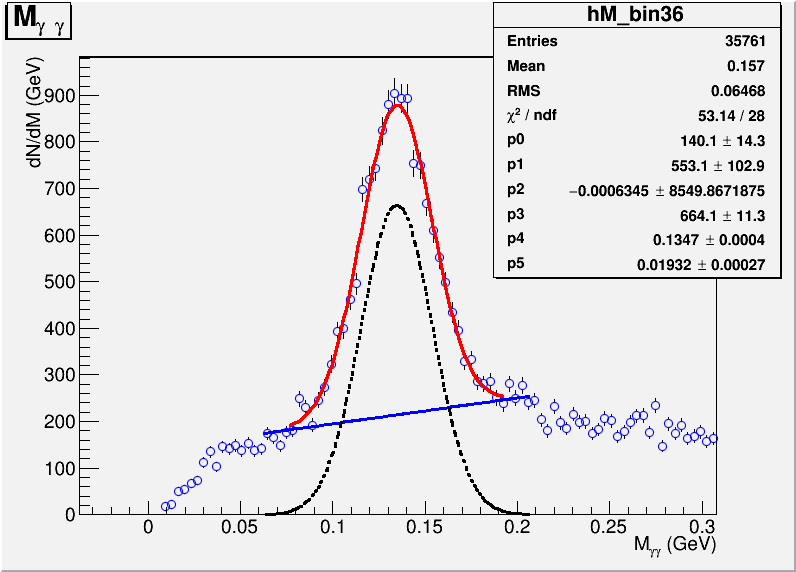 M γ γ
hM_bin36
Entries 35761
Mean 0.157
RMS 0.06468
χ² / ndf 53.14 / 28
p0 140.1 ± 14.3
p1 553.1 ± 102.9
p2 −0.0006345 ± 8549.8671875
p3 664.1 ± 11.3
p4 0.1347 ± 0.0004
p5 0.01932 ± 0.00027
dN/dM (GeV)
900
800
700
600
500
400
300
200
100
0
0 0.05 0.1 0.15 0.2 0.25 0.3
Mγγ (GeV)